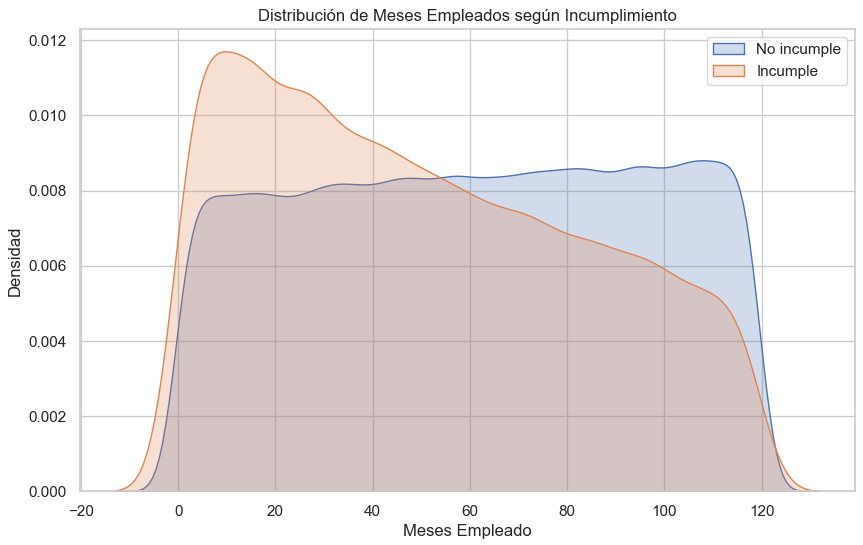 Distribución de Meses Empleados según Incumplimiento
No incumple
Incumple
Densidad
0.012
0.010
0.008
0.006
0.004
0.002
0.000
−20 0 20 40 60 80 100 120
Meses Empleado